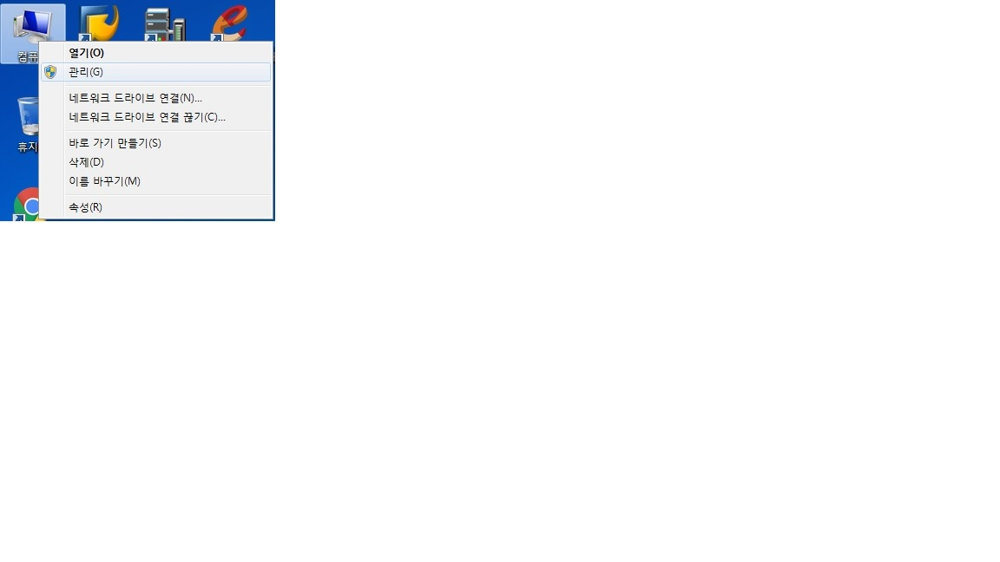 열기(O)
관리(G)
네트워크 드라이브 연결(N)...
네트워크 드라이브 연결 끊기(C)...
바로 가기 만들기(S)
삭제(D)
이름 바꾸기(M)
속성(R)